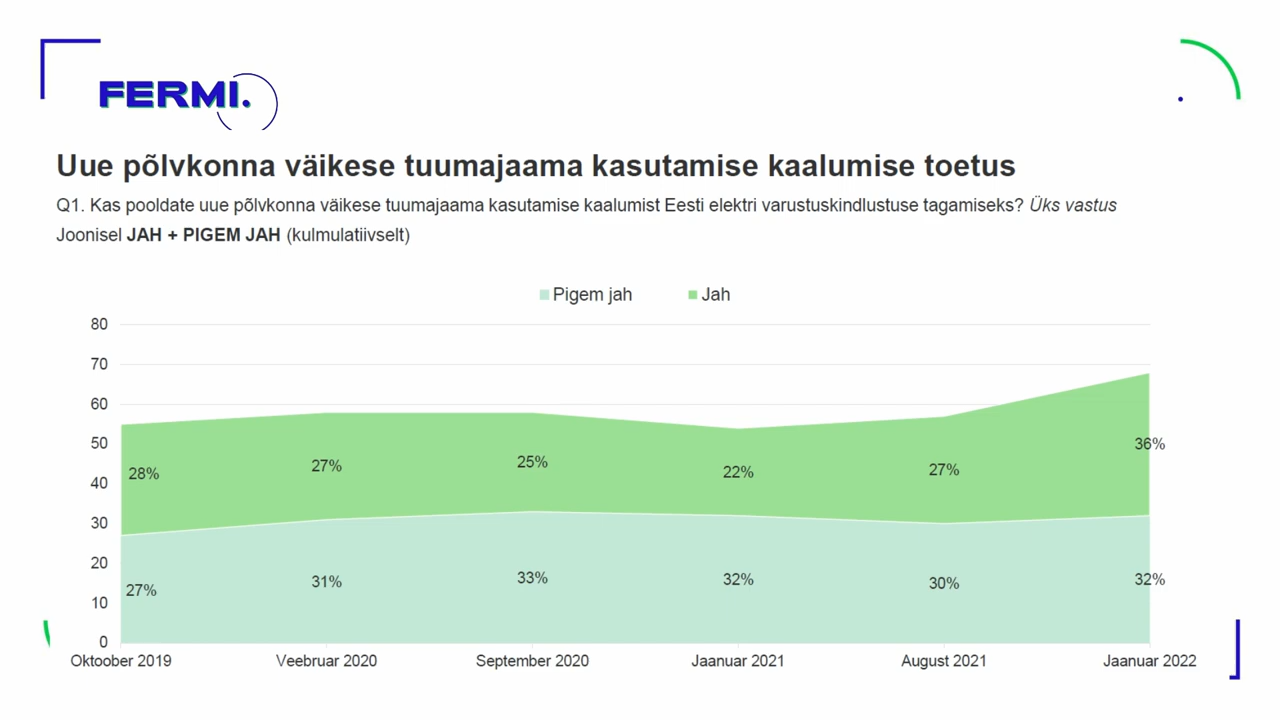 FERMI.
Uue põlvkonna väikese tuumajaama kasutamise kaalumise toetus
Q1. Kas pooldate uue põlvkonna väikese tuumajaama kasutamise kaalumist Eesti elektri varustuskindlustuse tagamiseks? Üks vastus
Joonisel JAH + PIGEM JAH (kulmulatiivselt)
Pigem jah Jah
80
70
60
50
40
30
20
10
0
28% 27% 25% 22% 27% 36%
27% 31% 33% 32% 30% 32%
Oktoober 2019 Veebruar 2020 September 2020 Jaanuar 2021 August 2021 Jaanuar 2022